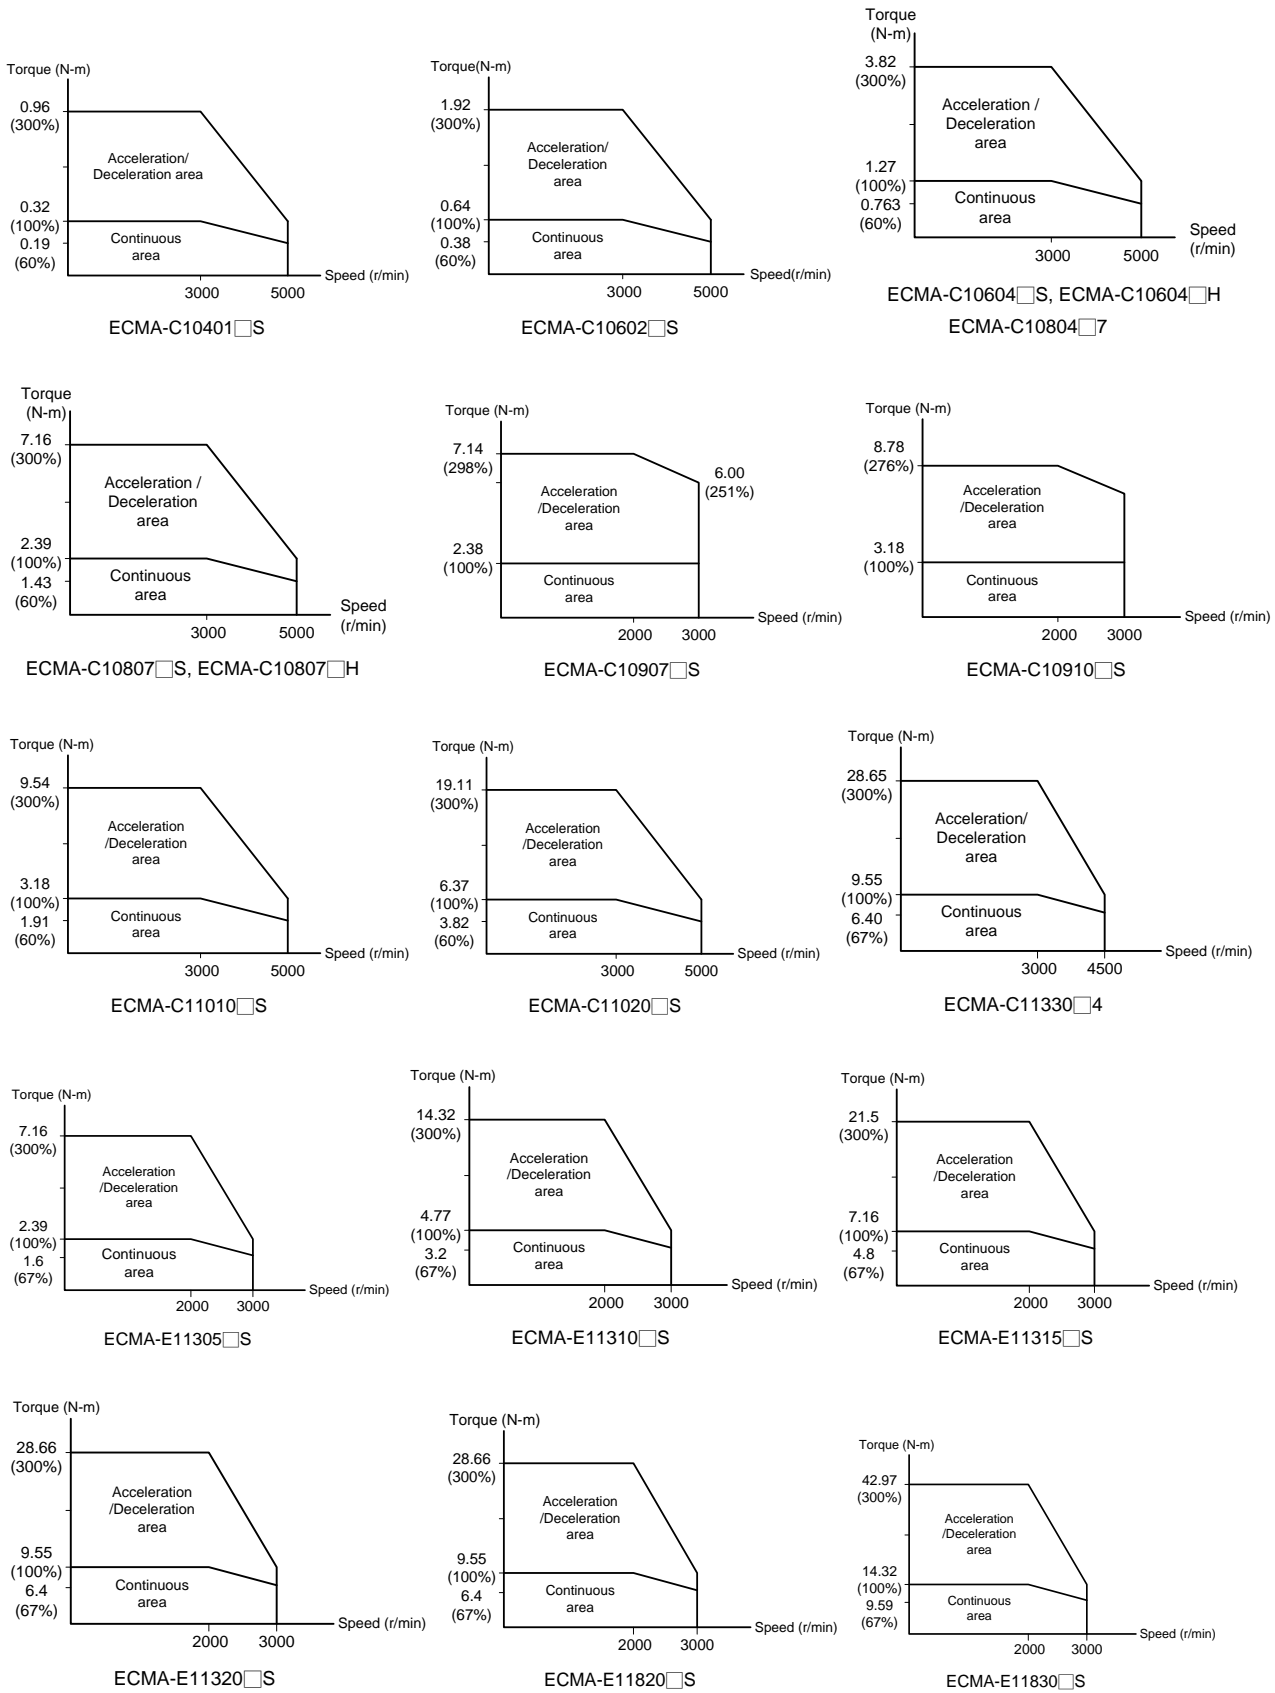 Torque (N-m)
0.96
(300%)
Acceleration/
Deceleration area
0.32
(100%)
0.19
(60%)
Continuous
area
Speed (r/min)
3000
5000
ECMA-C10401□S
Torque(N-m)
1.92
(300%)
Acceleration/
Deceleration
area
0.64
(100%)
0.38
(60%)
Continuous
area
Speed(r/min)
3000
5000
ECMA-C10602□S
Torque
(N-m)
3.82
(300%)
Acceleration /
Deceleration
area
1.27
(100%)
0.763
(60%)
Continuous
area
Speed
(r/min)
3000
5000
ECMA-C10604□S, ECMA-C10604□H
ECMA-C10804□7
Torque
(N-m)
7.16
(300%)
Acceleration /
Deceleration
area
2.39
(100%)
1.43
(60%)
Continuous
area
Speed
(r/min)
3000
5000
ECMA-C10807□S, ECMA-C10807□H
Torque (N-m)
7.14
(298%)
6.00
(251%)
Acceleration
/Deceleration
area
2.38
(100%)
Continuous
area
Speed (r/min)
2000
3000
ECMA-C10907□S
Torque (N-m)
8.78
(276%)
Acceleration
/Deceleration
area
3.18
(100%)
Continuous
area
Speed (r/min)
2000
3000
ECMA-C10910□S
Torque (N-m)
9.54
(300%)
Acceleration
/Deceleration
area
3.18
(100%)
1.91
(60%)
Continuous
area
Speed (r/min)
3000
5000
ECMA-C11010□S
Torque (N-m)
19.11
(300%)
Acceleration
/Deceleration
area
6.37
(100%)
3.82
(60%)
Continuous
area
Speed (r/min)
3000
5000
ECMA-C11020□S
Torque (N-m)
28.65
(300%)
Acceleration/
Deceleration
area
9.55
(100%)
6.40
(67%)
Continuous
area
Speed (r/min)
3000
4500
ECMA-C11330□4
Torque (N-m)
7.16
(300%)
Acceleration
/Deceleration
area
2.39
(100%)
1.6
(67%)
Continuous
area
Speed (r/min)
2000
3000
ECMA-E11305□S
Torque (N-m)
14.32
(300%)
Acceleration
/Deceleration
area
4.77
(100%)
3.2
(67%)
Continuous
area
Speed (r/min)
2000
3000
ECMA-E11310□S
Torque (N-m)
21.5
(300%)
Acceleration
/Deceleration
area
7.16
(100%)
4.8
(67%)
Continuous
area
Speed (r/min)
2000
3000
ECMA-E11315□S
Torque (N-m)
28.66
(300%)
Acceleration
/Deceleration
area
9.55
(100%)
6.4
(67%)
Continuous
area
Speed (r/min)
2000
3000
ECMA-E11320□S
Torque (N-m)
28.66
(300%)
Acceleration
/Deceleration
area
9.55
(100%)
6.4
(67%)
Continuous
area
Speed (r/min)
2000
3000
ECMA-E11820□S
Torque (N-m)
42.97
(300%)
Acceleration
/Deceleration
area
14.32
(100%)
9.59
(67%)
Continuous
area
Speed (r/min)
2000
3000
ECMA-E11830□S